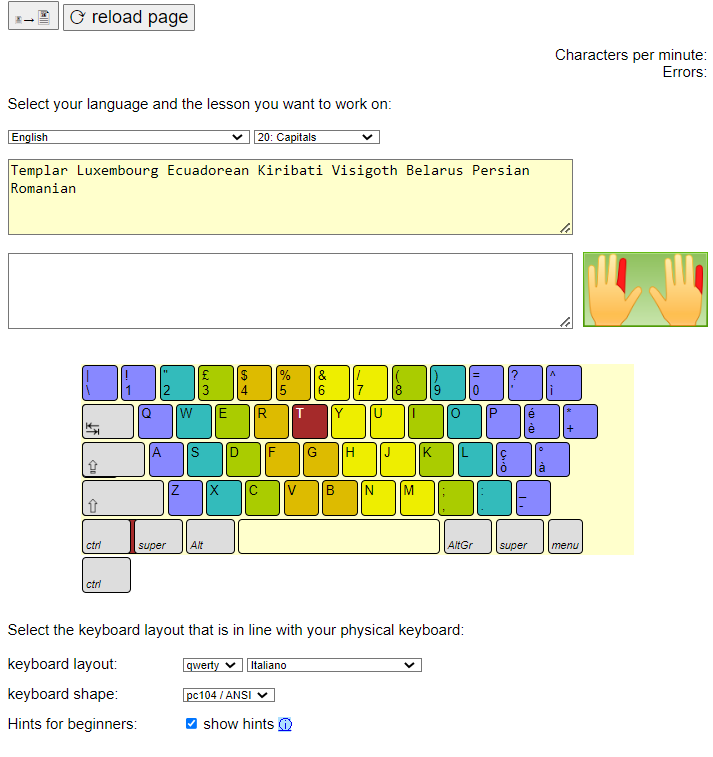 reload page
Characters per minute:
Errors:
Select your language and the lesson you want to work on:
English 20: Capitals
Templar Luxembourg Ecuadorean Kiribati Visigoth Belarus Persian
Romanian
| ! " £ $ % & / ( ) = ? ^
\ 1 2 3 4 5 6 7 8 9 0 ' ì
Q W E R T Y U I O P é *
è +
A S D F G H J K L ç °
ò à
Z X C V B N M ; : _
, . -
ctrl super Alt AltGr super menu
ctrl
Select the keyboard layout that is in line with your physical keyboard:
keyboard layout: qwerty Italiano
keyboard shape: pc104 / ANSI
Hints for beginners: show hints